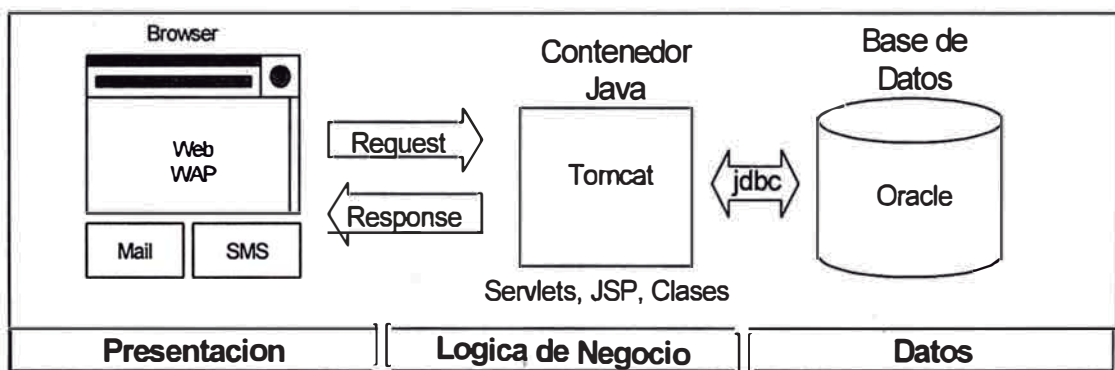 Browser
Web
WAP
Mail
SMS
Request
Response
Contenedor
Java
Tomcat
Servlets, JSP, Clases
jdbc
Base de
Datos
Oracle
Presentacion
Logica de Negocio
Datos